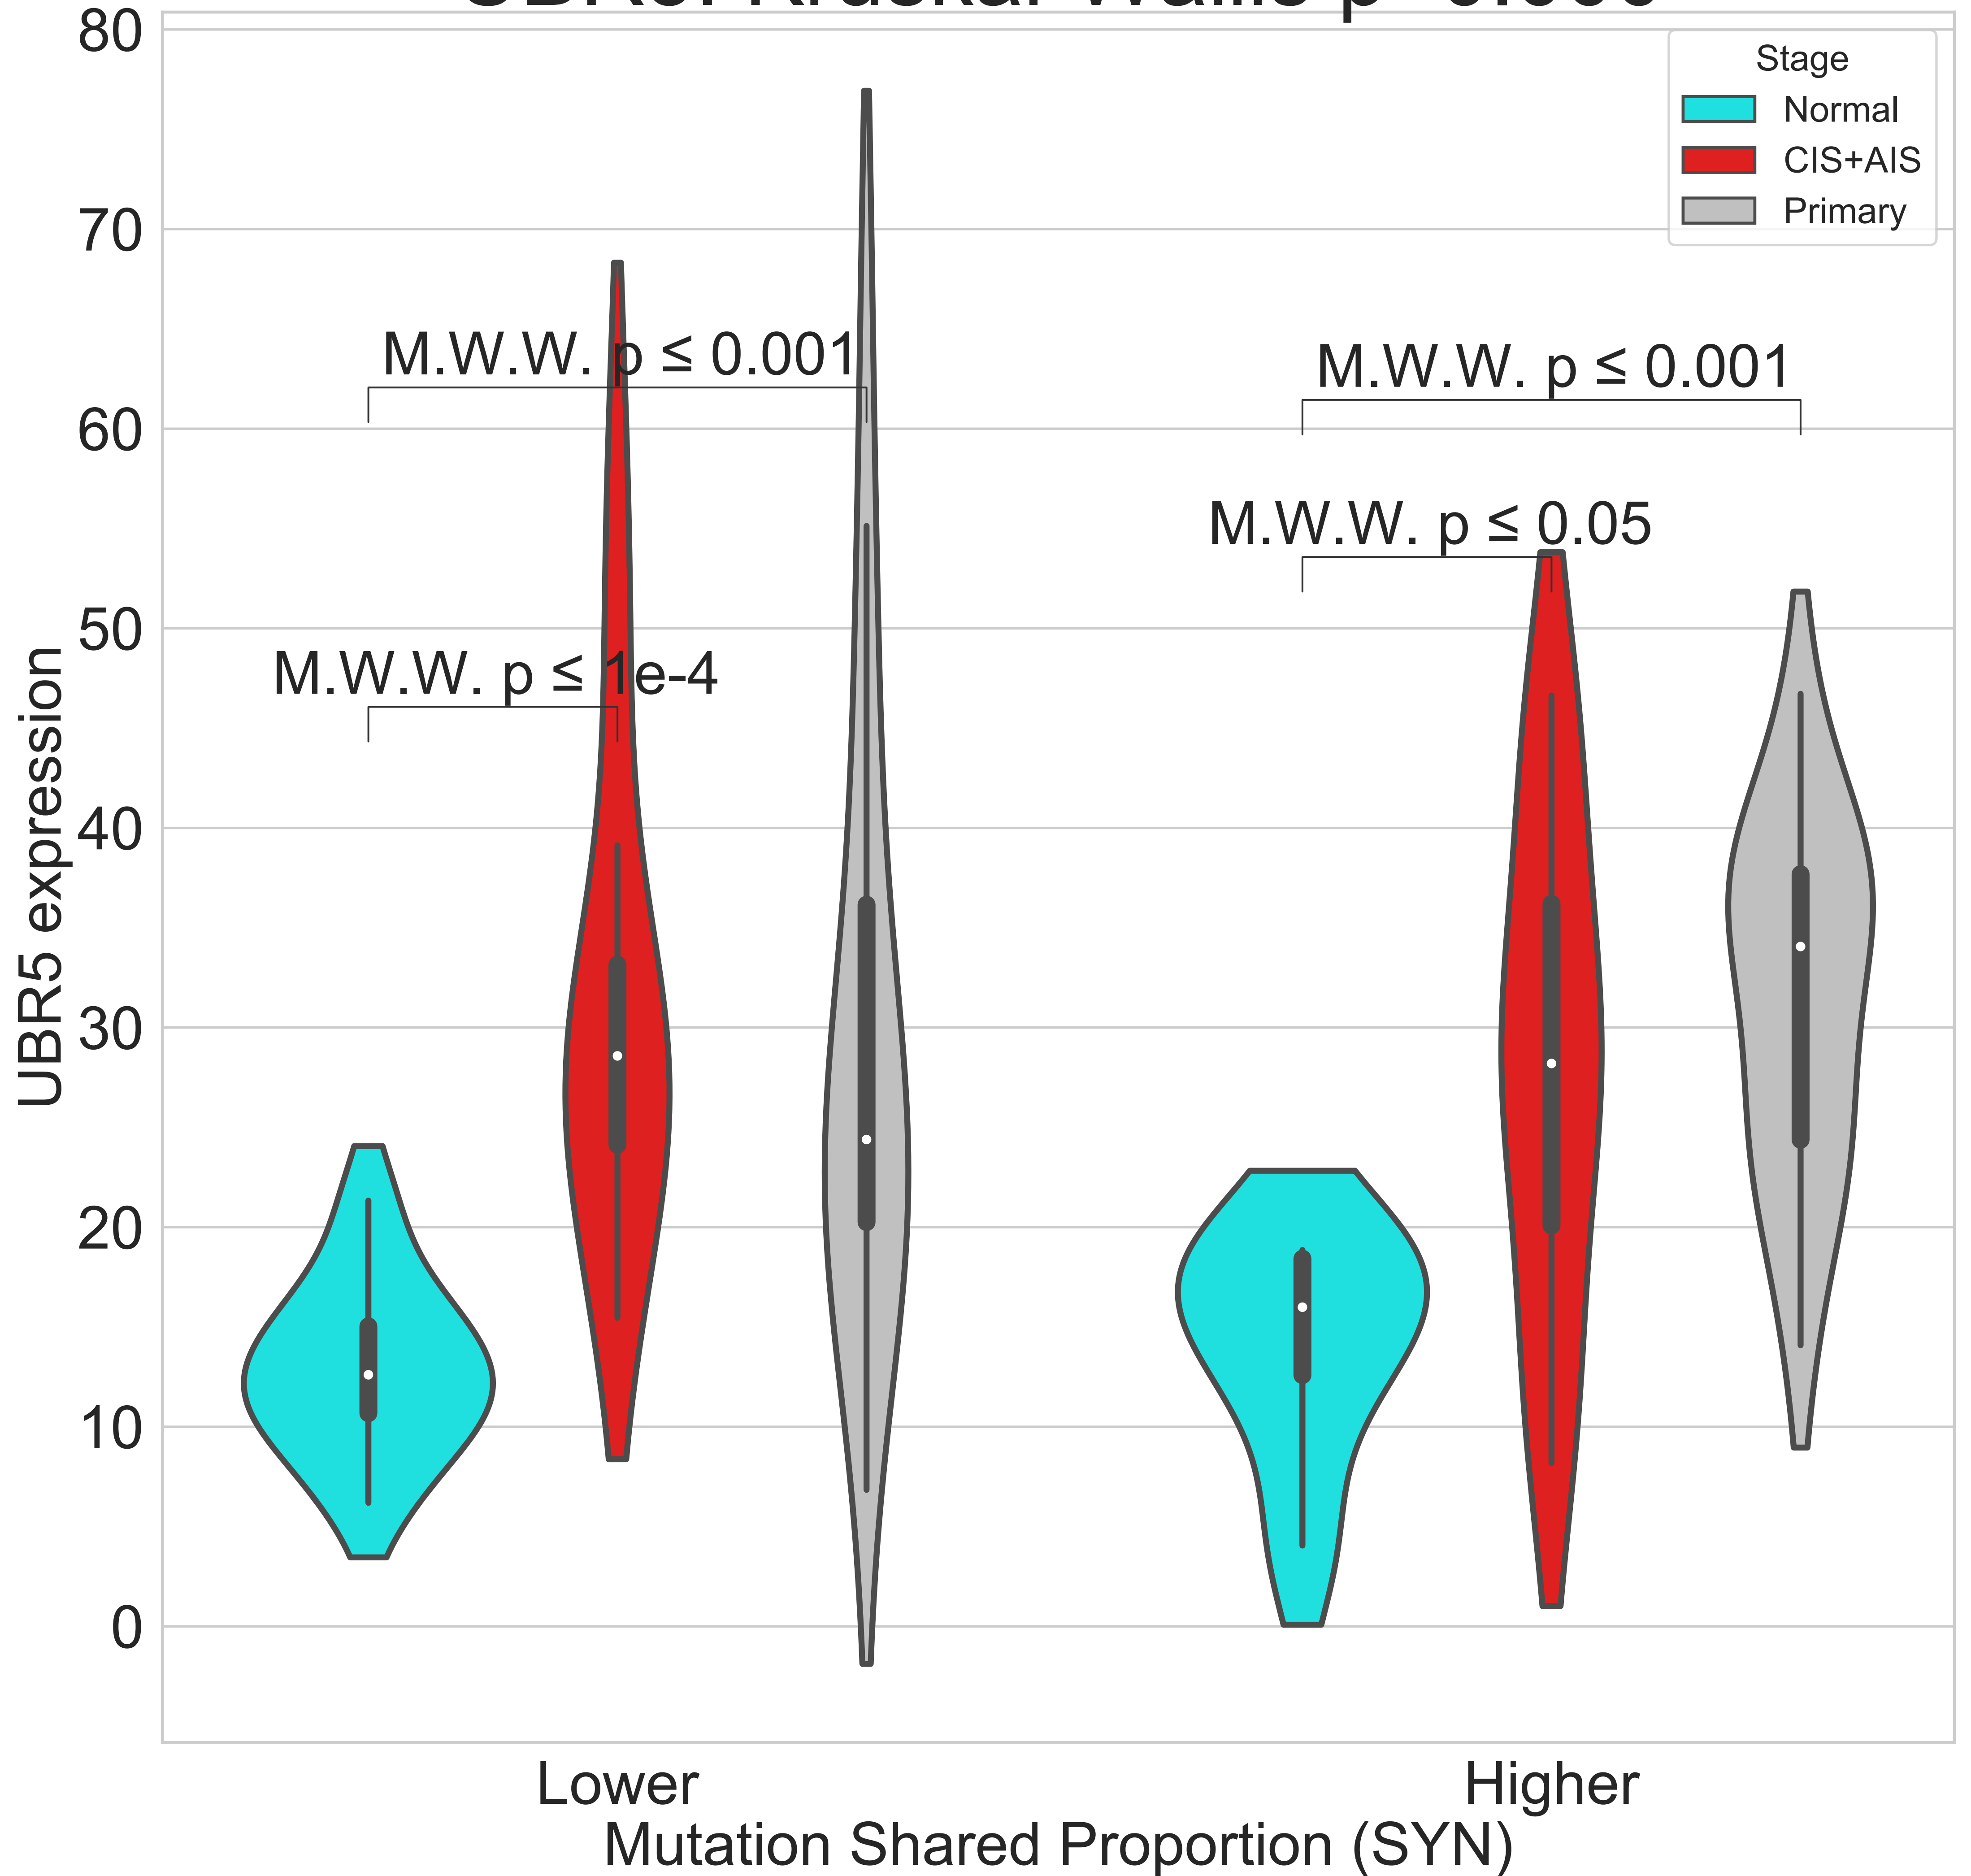 80
70
60
50
40
30
20
10
0
UBR5 expression
Stage
Normal
CIS+AIS
Primary
M.W.W. p ≤ 0.001
M.W.W. p ≤ 0.001
M.W.W. p ≤ 0.05
M.W.W. p ≤ 1e-4
Lower
Higher
Mutation Shared Proportion (SYN)